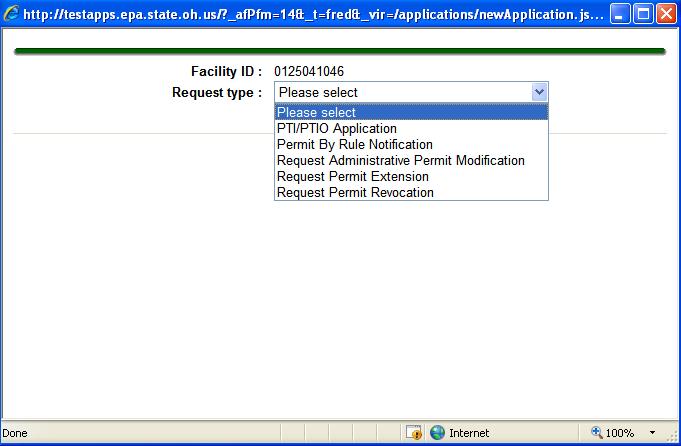 http://testapps.epa.state.oh.us/?_afPfm=14&_t=fred&_vir=/applications/newApplication.js...
Facility ID : 0125041046
Request type : Please select
Please select
PTI/PTIO Application
Permit By Rule Notification
Request Administrative Permit Modification
Request Permit Extension
Request Permit Revocation
Done Internet 100%